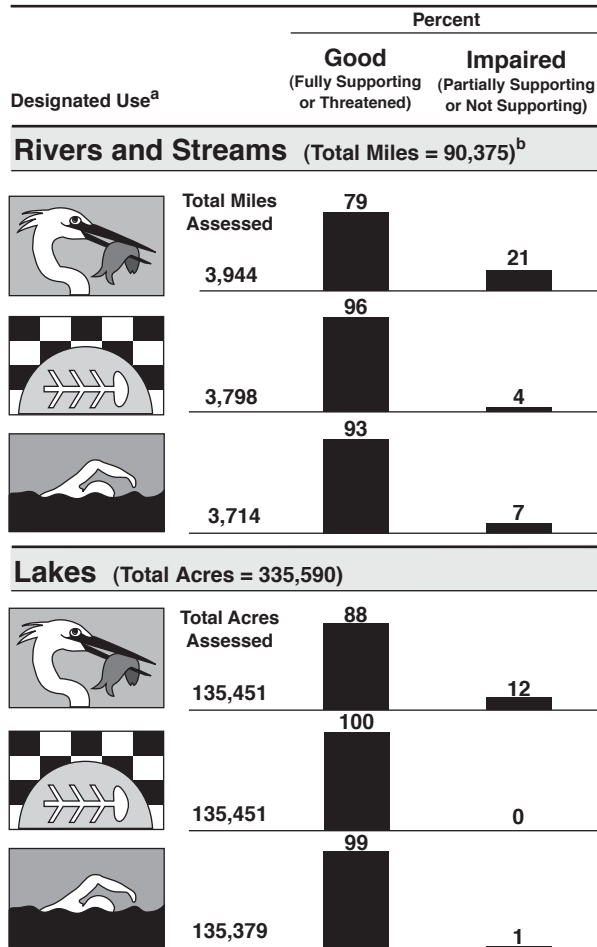 Percent
Good
(Fully Supporting
or Threatened)
Impaired
(Partially Supporting
or Not Supporting)
Designated Useᵃ
Rivers and Streams (Total Miles = 90,375)ᵇ
Total Miles
Assessed
79
21
3,944
96
3,798
4
93
3,714
7
Lakes (Total Acres = 335,590)
Total Acres
Assessed
88
12
135,451
100
135,451
0
99
135,379
1